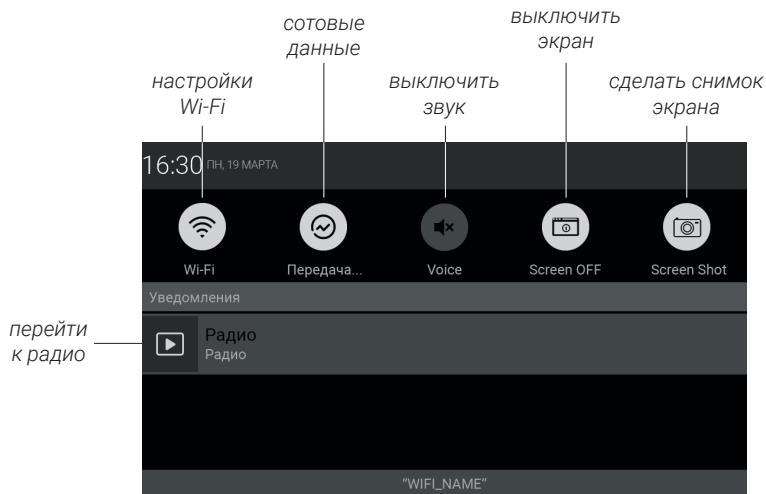 сотовые
данные
выключить
экран
настройки
Wi-Fi
выключить
звук
сделать снимок
экрана
16:30 ПН, 19 МАРТА
Wi-Fi
Передача...
Voice
Screen OFF
Screen Shot
Уведомления
перейти
к радио
Радио
Радио
“WIFI_NAME”